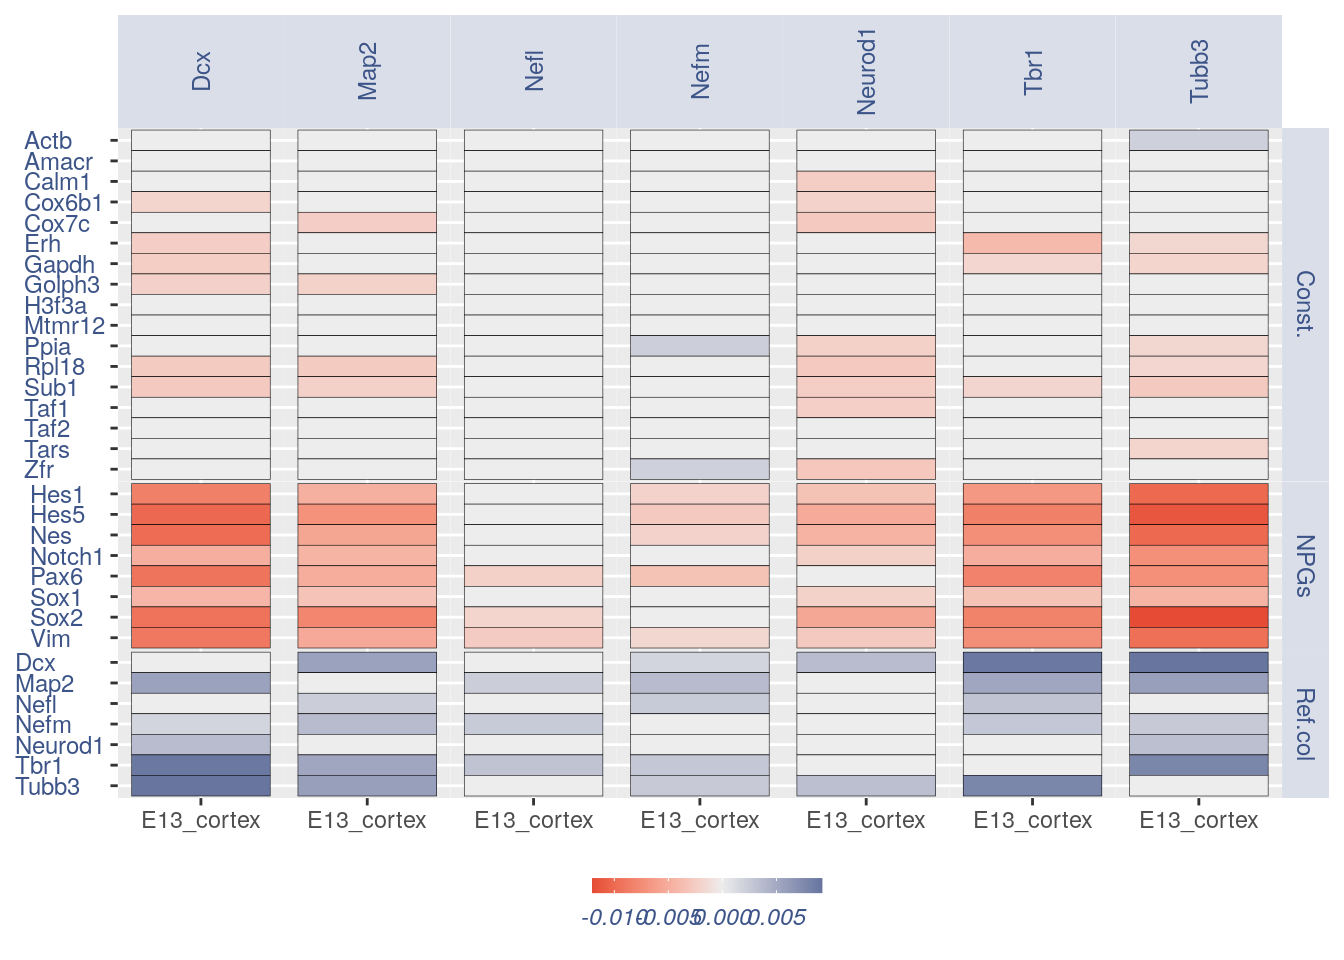 Dcx
Map2
Nefl
Nefm
Neurod1
Tbr1
Tubb3
Actb
Amacr
Calm1
Cox6b1
Cox7c
Erh
Gapdh
Golph3
H3f3a
Mtmr12
Ppia
Rpl18
Sub1
Taf1
Taf2
Tars
Zfr
Const.
Hes1
Hes5
Nes
Notch1
Pax6
Sox1
Sox2
Vim
NPGs
Dcx
Map2
Nefl
Nefm
Neurod1
Tbr1
Tubb3
Ref.col
E13_cortex E13_cortex E13_cortex E13_cortex E13_cortex E13_cortex E13_cortex
-0.010 -0.005 0.000 0.005